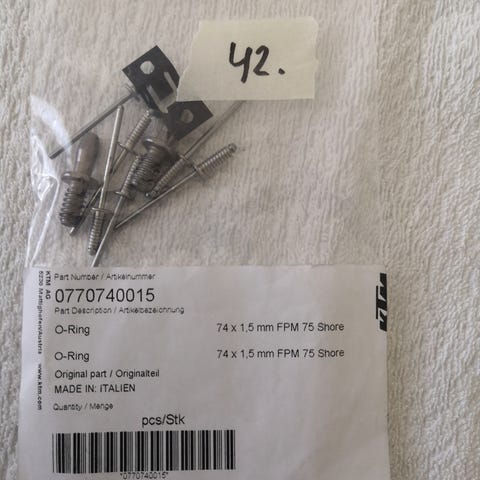 42.
Part Number / Artikelnummer
0770740015
Part Description / Artikelbezeichnung
O-Ring 74 x 1,5 mm FPM 75 Shore
O-Ring 74 x 1,5 mm FPM 75 Shore
Original part / Originalteil
MADE IN: ITALIEN
Quantity / Menge
pcs/Stk
*0770740015*
KTM AG
5230 Mattighofen/Austria
www.ktm.com
KTM